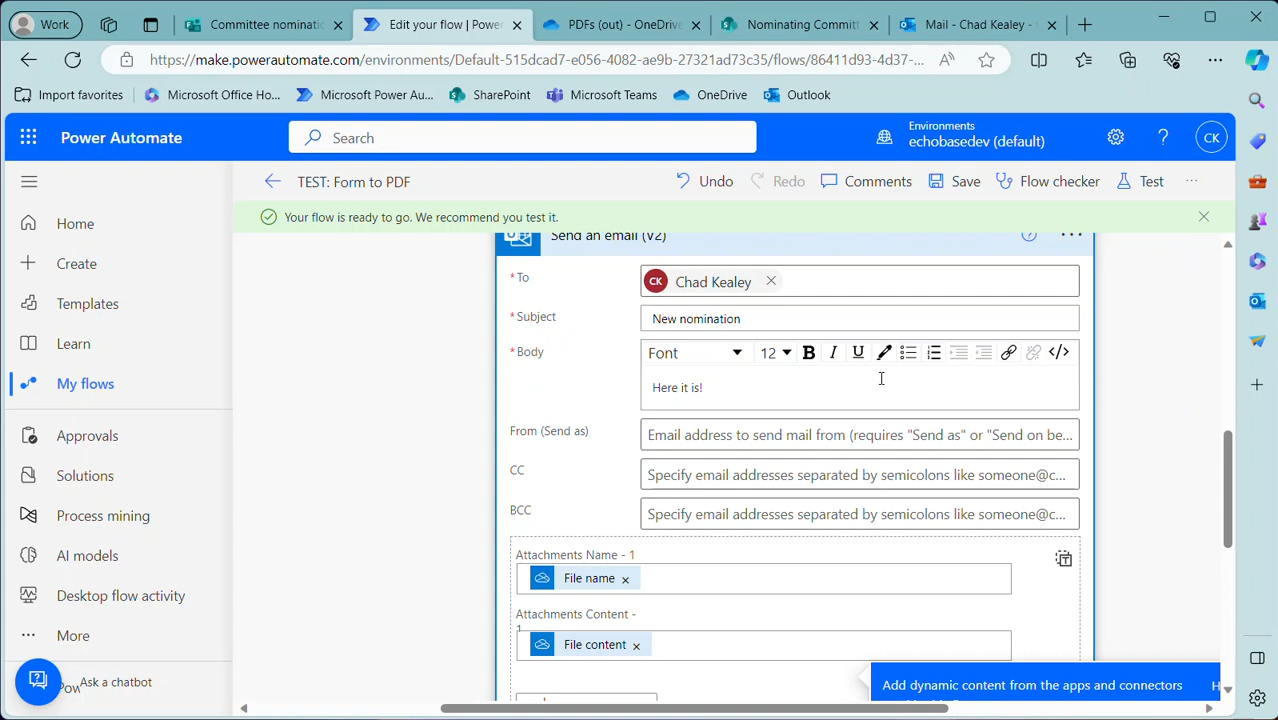 Work
Committee nominati
Edit your flow | Power
PDFs (out) - OneDrive
Nominating Committ
Mail - Chad Kealey -
https://make.powerautomate.com/environments/Default-515dcad7-e056-4082-ae9b-27321ad73c35/flows/86411d93-4d37-...
Import favorites
Microsoft Office Ho...
Microsoft Power Au...
SharePoint
Microsoft Teams
OneDrive
Outlook
Power Automate
Search
Environments
echobasedev (default)
CK
TEST: Form to PDF
Undo
Redo
Comments
Save
Flow checker
Test
Your flow is ready to go. We recommend you test it.
Home
Create
Templates
Learn
My flows
Approvals
Solutions
Process mining
AI models
Desktop flow activity
More
Ask a chatbot
Send an email (V2)
* To
CK Chad Kealey
* Subject
New nomination
* Body
Font
12
Here it is!
From (Send as)
Email address to send mail from (requires "Send as" or "Send on be...
CC
Specify email addresses separated by semicolons like someone@c...
BCC
Specify email addresses separated by semicolons like someone@c...
Attachments Name - 1
File name
Attachments Content -
1
File content
Add dynamic content from the apps and connectors